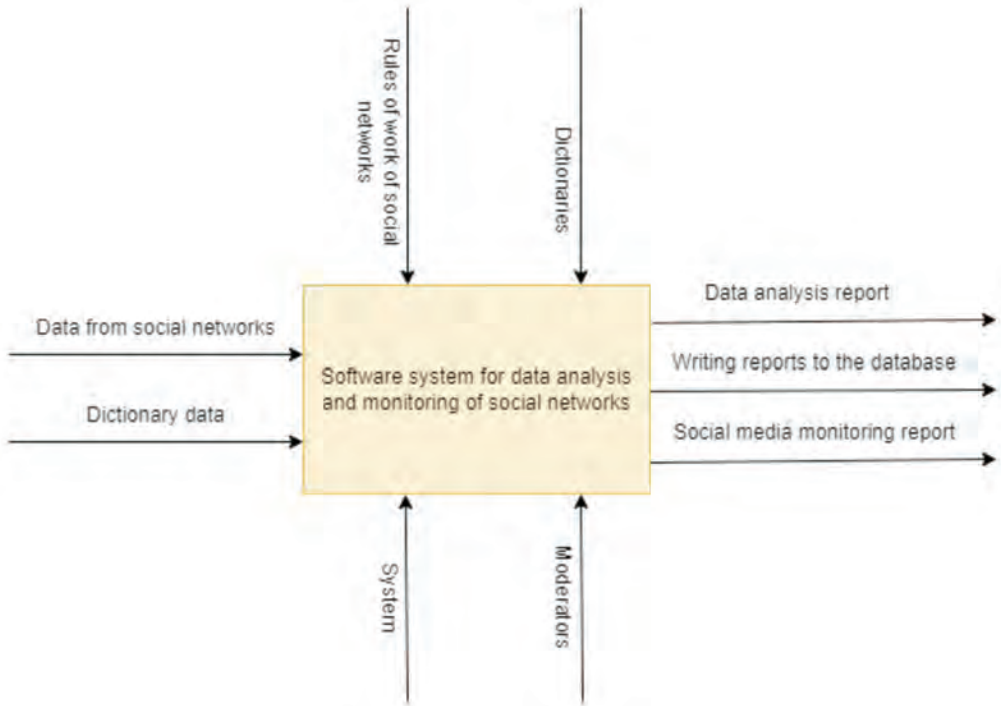 Rules of work of social
networks
Dictionaries
Data from social networks
Dictionary data
Software system for data analysis
and monitoring of social networks
Data analysis report
Writing reports to the database
Social media monitoring report
System
Moderators